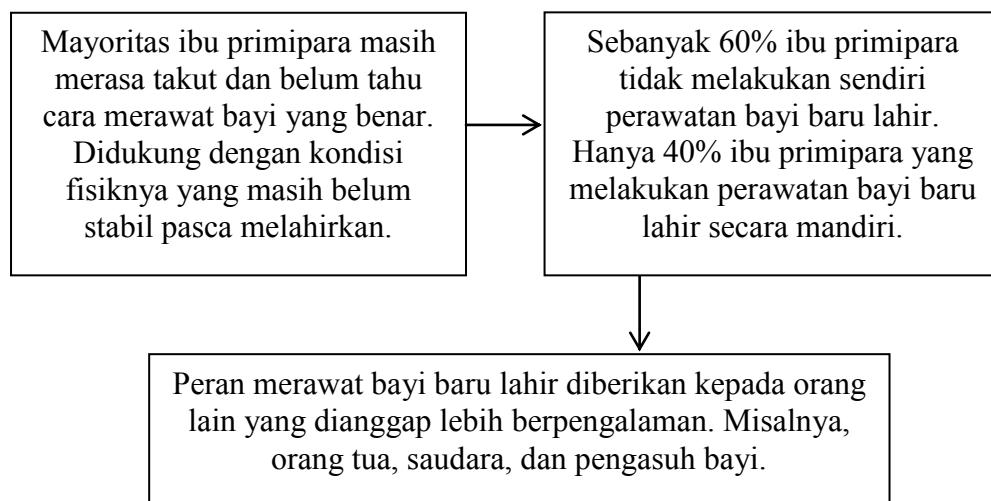 Mayoritas ibu primipara masih
merasa takut dan belum tahu
cara merawat bayi yang benar.
Didukung dengan kondisi
fisiknya yang masih belum
stabil pasca melahirkan.
Sebanyak 60% ibu primipara
tidak melakukan sendiri
perawatan bayi baru lahir.
Hanya 40% ibu primipara yang
melakukan perawatan bayi baru
lahir secara mandiri.
Peran merawat bayi baru lahir diberikan kepada orang
lain yang dianggap lebih berpengalaman. Misalnya,
orang tua, saudara, dan pengasuh bayi.